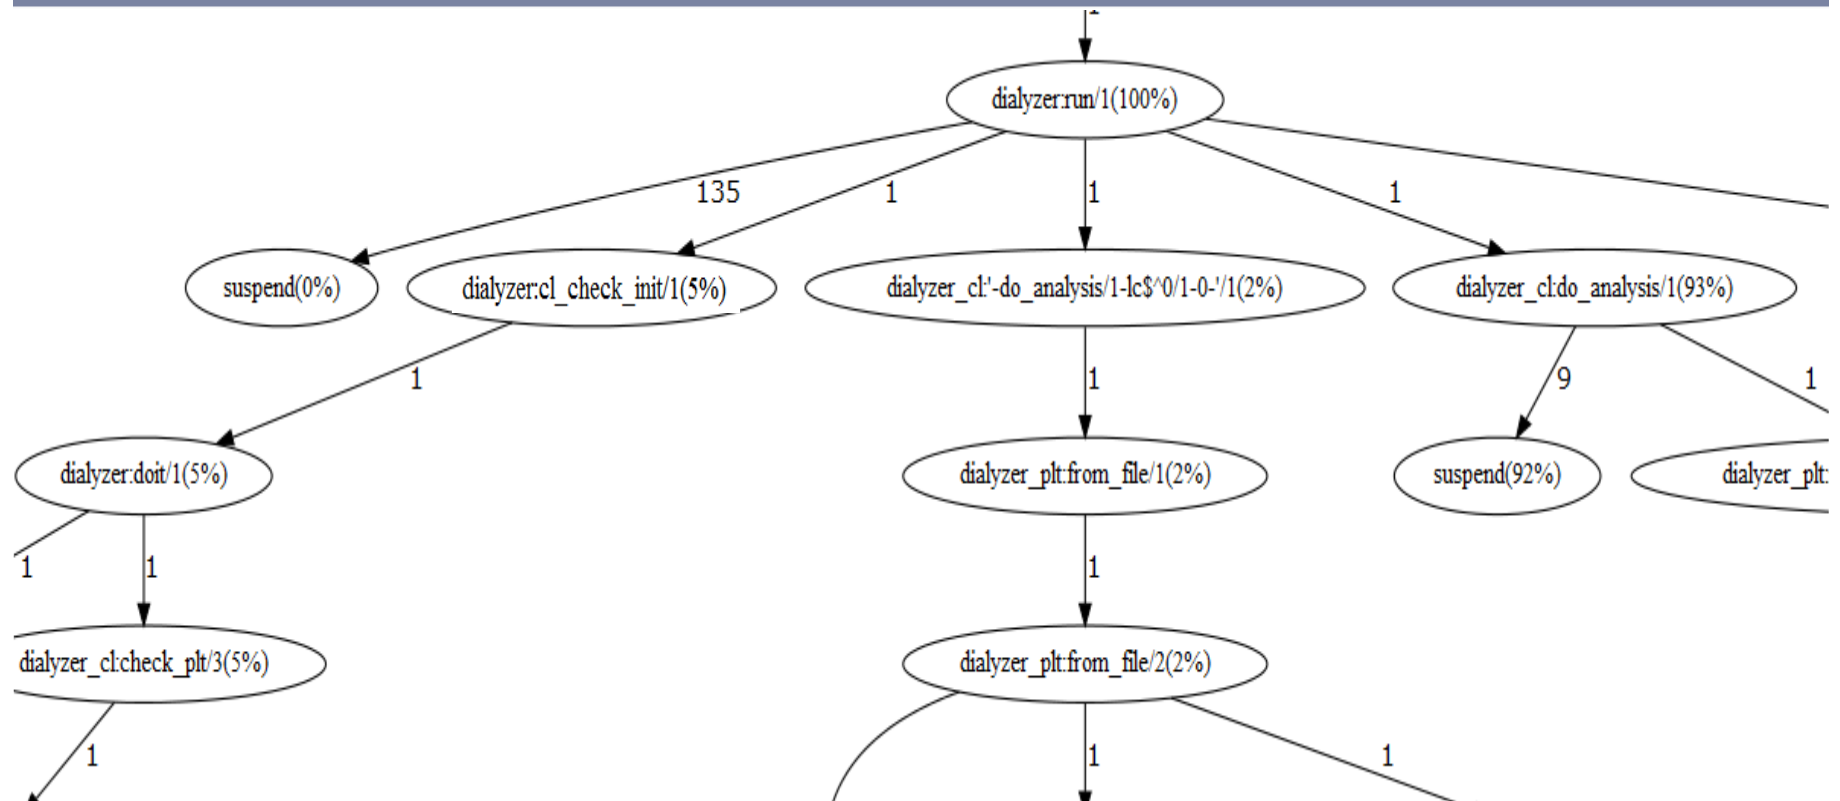 1
dialyzer:run/1(100%)
135
1
1
1
suspend(0%)
dialyzer:cl_check_init/1(5%)
dialyzer_cl:'-do_analysis/1-lc$^0/1-0-'/1(2%)
dialyzer_cl:do_analysis/1(93%)
1
1
9
1
dialyzer:doit/1(5%)
dialyzer_plt:from_file/1(2%)
suspend(92%)
dialyzer_plt:
1
1
1
dialyzer_cl:check_plt/3(5%)
dialyzer_plt:from_file/2(2%)
1
1
1